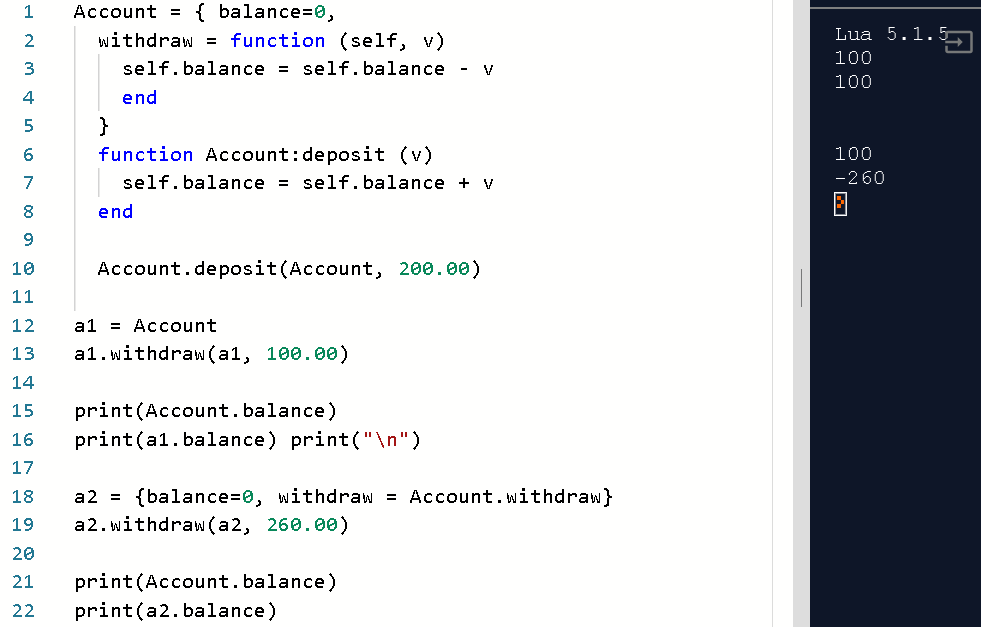 1 Account = { balance=0,
2 withdraw = function (self, v)
3 self.balance = self.balance - v
4 end
5 }
6 function Account:deposit (v)
7 self.balance = self.balance + v
8 end
9
10 Account.deposit(Account, 200.00)
11
12 a1 = Account
13 a1.withdraw(a1, 100.00)
14
15 print(Account.balance)
16 print(a1.balance) print("\n")
17
18 a2 = {balance=0, withdraw = Account.withdraw}
19 a2.withdraw(a2, 260.00)
20
21 print(Account.balance)
22 print(a2.balance)
Lua 5.1.5
100
100
100
-260